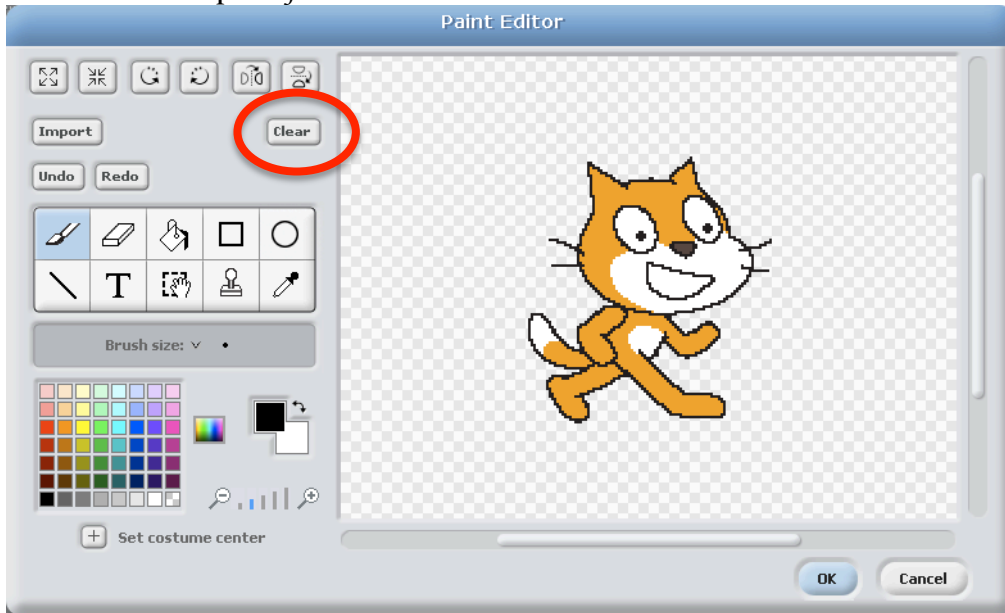 Paint Editor
Import
Clear
Undo
Redo
T
Brush size:
Set costume center
OK
Cancel